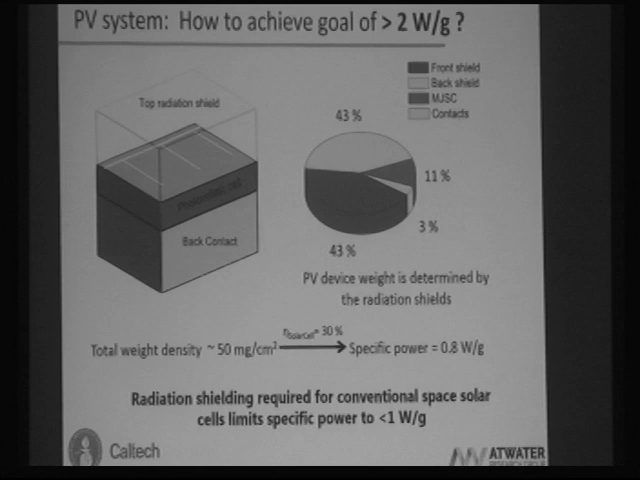 PV system: How to achieve goal of > 2 W/g ?
Front shield
Back shield
MJSC
Contacts
Top radiation shield
43 %
11 %
3 %
43 %
Back Contact
PV device weight is determined by
the radiation shields
Total weight density ~ 50 mg/cm² = 30 % Specific power = 0.8 W/g
Radiation shielding required for conventional space solar
cells limits specific power to <1 W/g
Caltech
ATWATER
RESEARCH GROUP